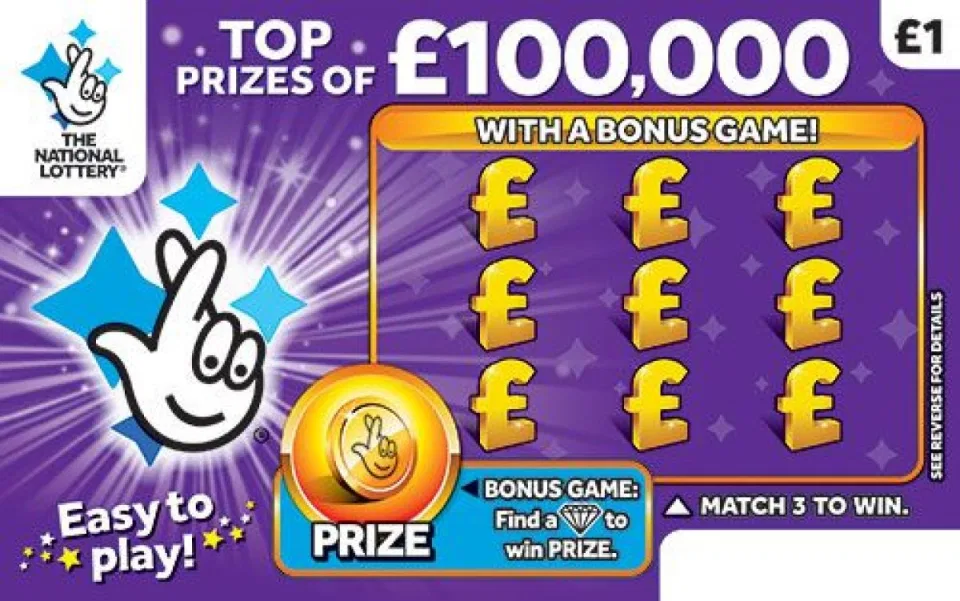 THE
NATIONAL
LOTTERY®
TOP
PRIZES OF
£100,000
£1
WITH A BONUS GAME!
£ £ £
£ £ £
£ £ £
SEE REVERSE FOR DETAILS
©
Easy to
play!
PRIZE
BONUS GAME:
Find a to
win PRIZE.
MATCH 3 TO WIN.